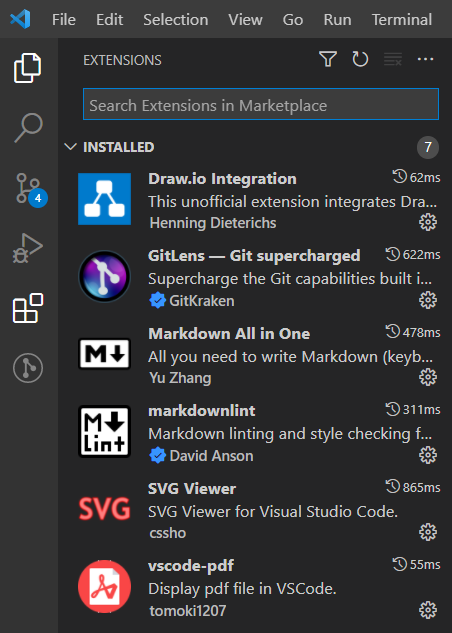 File Edit Selection View Go Run Terminal
EXTENSIONS
Search Extensions in Marketplace
INSTALLED 7
Draw.io Integration 62ms
This unofficial extension integrates Dra...
Henning Dieterichs
4
GitLens — Git supercharged 622ms
Supercharge the Git capabilities built i...
GitKraken
Markdown All in One 478ms
All you need to write Markdown (keyb...
Yu Zhang
M
markdownlint 311ms
Markdown linting and style checking f...
David Anson
M
Lint
SVG Viewer 865ms
SVG Viewer for Visual Studio Code.
cssho
SVG
vscode-pdf 55ms
Display pdf file in VSCode.
tomoki1207